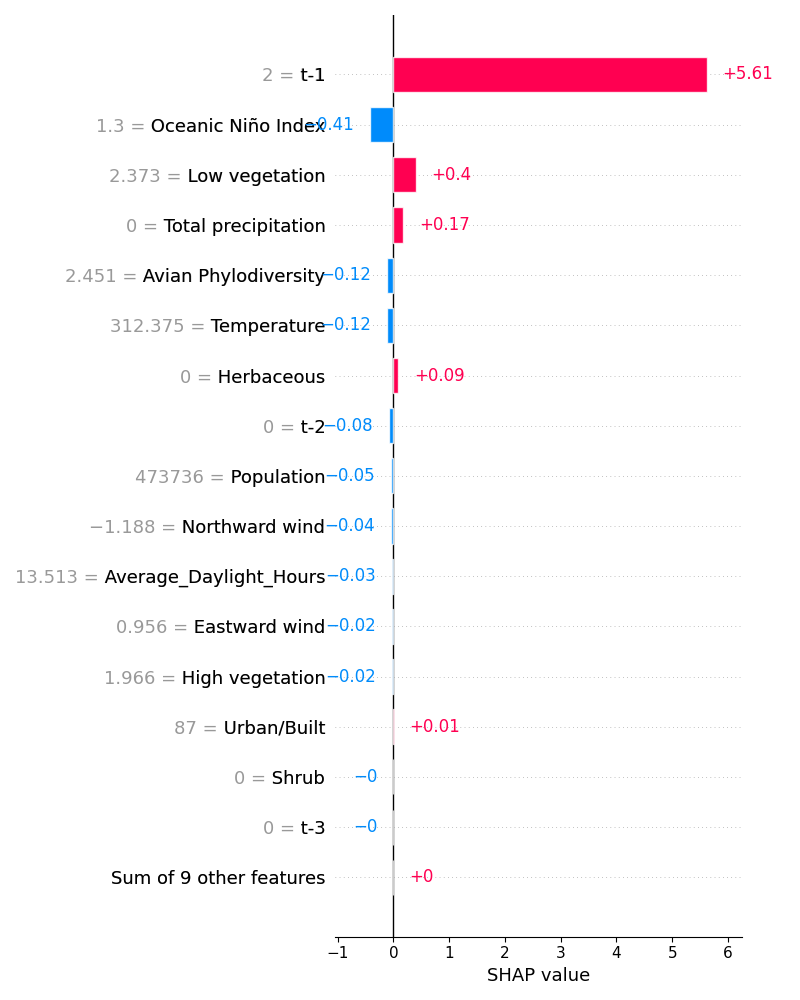 2 = t-1 +5.61
1.3 = Oceanic Niño Index −0.41
2.373 = Low vegetation +0.4
0 = Total precipitation +0.17
2.451 = Avian Phylodiversity −0.12
312.375 = Temperature −0.12
0 = Herbaceous +0.09
0 = t-2 −0.08
473736 = Population −0.05
−1.188 = Northward wind −0.04
13.513 = Average_Daylight_Hours −0.03
0.956 = Eastward wind −0.02
1.966 = High vegetation −0.02
87 = Urban/Built +0.01
0 = Shrub −0
0 = t-3 −0
Sum of 9 other features +0
−1 0 1 2 3 4 5 6
SHAP value